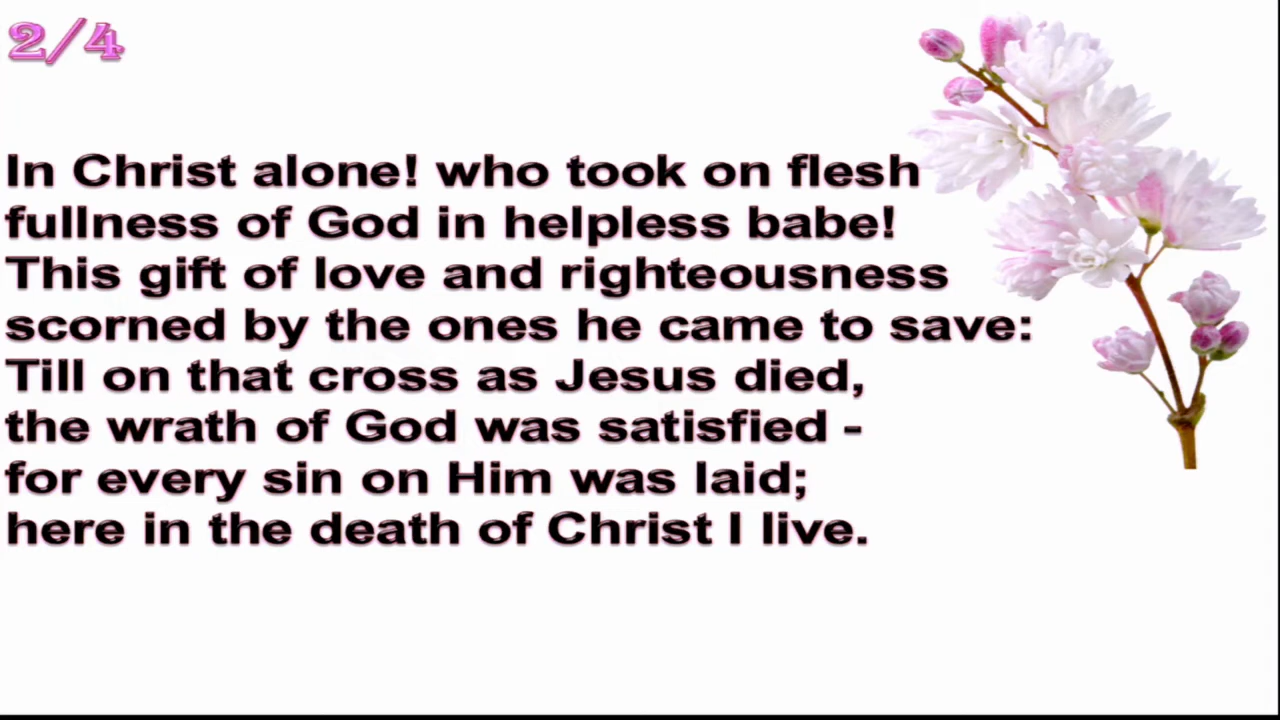 2/4
In Christ alone! who took on flesh
fullness of God in helpless babe!
This gift of love and righteousness
scorned by the ones he came to save:
Till on that cross as Jesus died,
the wrath of God was satisfied -
for every sin on Him was laid;
here in the death of Christ I live.